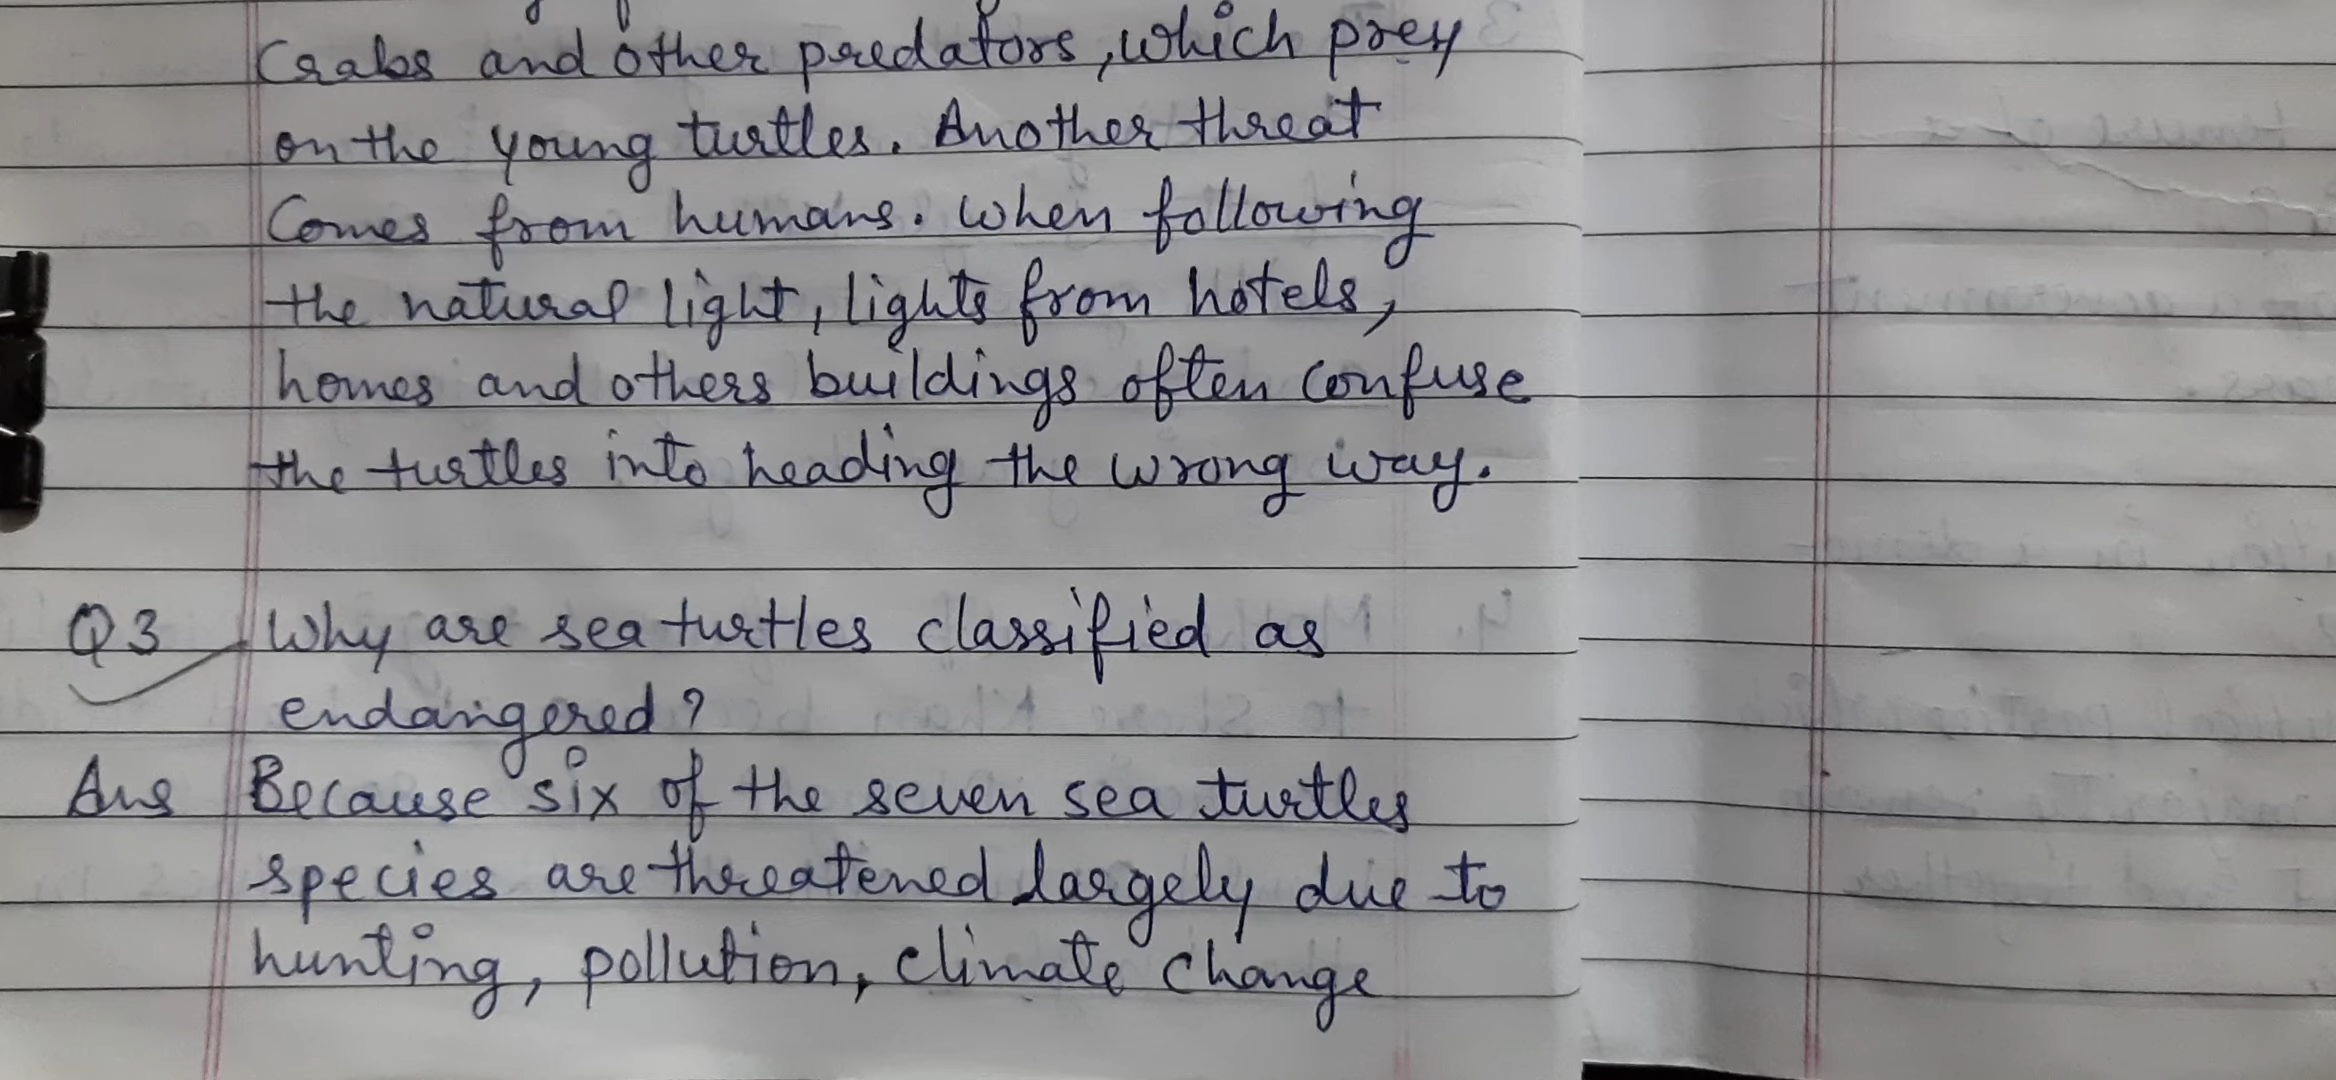 Crabs and other predators, which prey
on the young turtles. Another threat
Comes from humans. When following
the natural light, lights from hotels,
homes and others buildings often confuse
the turtles into heading the wrong way.
Q3 Why are sea turtles classified as
endangered?
Ans Because six of the seven sea turtles
species are threatened largely due to
hunting, pollution, climate change